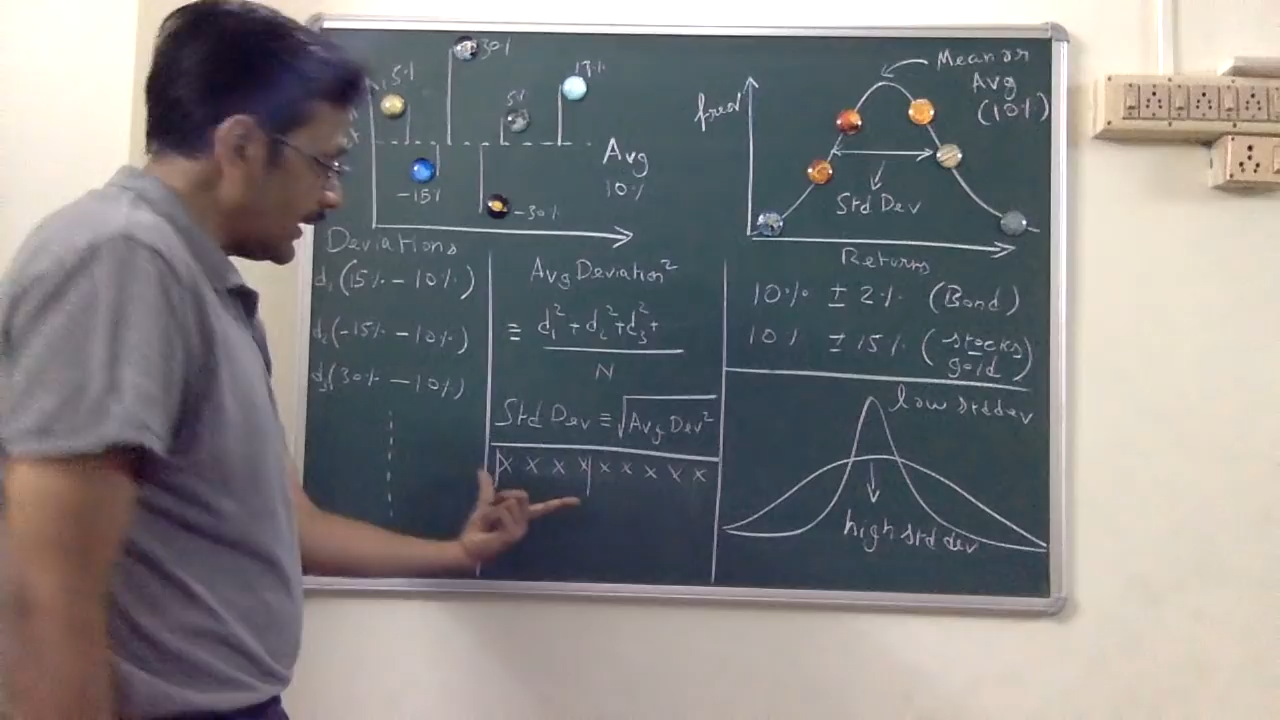 30%
15%
5%
17%
-15%
-30%
Avg
10%
Deviations
d₁(15% - 10%)
d₂(-15% - 10%)
d₃(30% - 10%)
Avg Deviation²
= d₁² + d₂² + d₃² +
N
Std Dev ≡ √Avg Dev²
X X X X X X X X X
Mean or
Avg
(10%)
Std Dev
Returns
10% ± 2% (Bond)
10% ± 15% (stocks
gold)
low std dev
high std dev